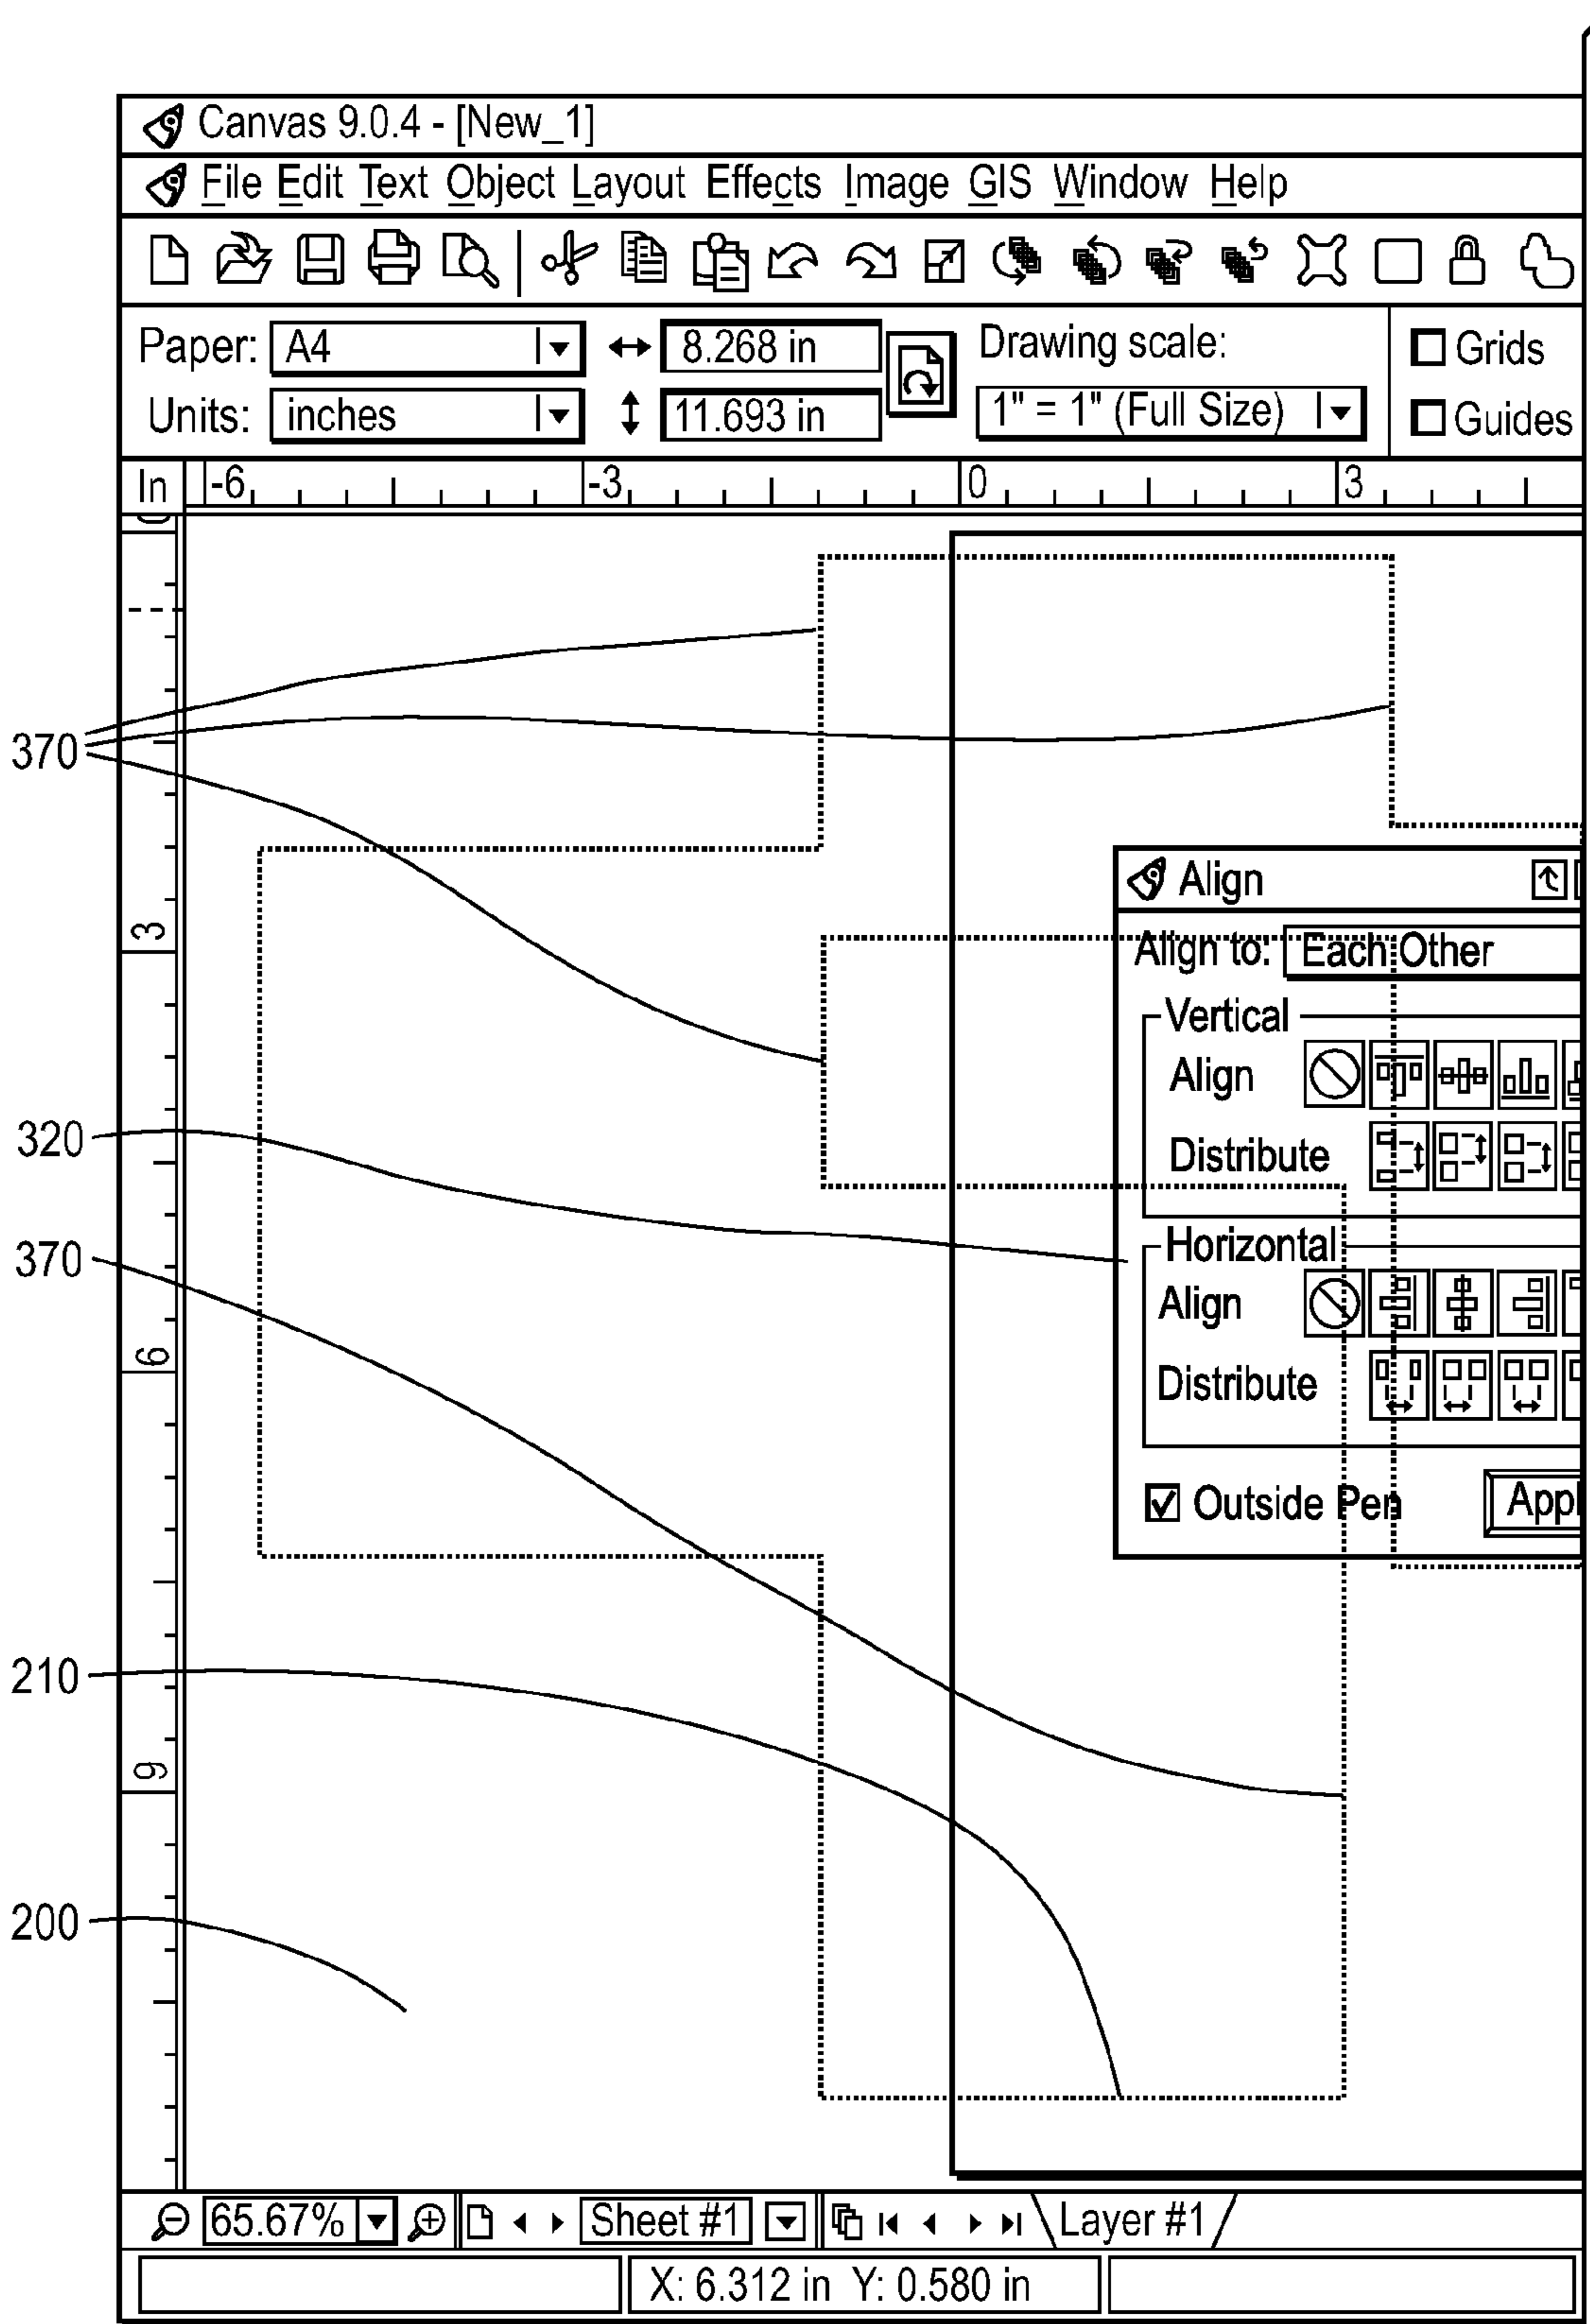 Canvas 9.0.4 - [New_1]
File Edit Text Object Layout Effects Image GIS Window Help
Paper: A4 8.268 in Drawing scale: Grids
Units: inches 11.693 in 1" = 1" (Full Size) Guides
In -6 -3 0 3
370
Align
3
Align to: Each Other
Vertical
Align
320
Distribute
370
Horizontal
Align
6
Distribute
Outside Pen Appl
210
9
200
65.67% Sheet #1 Layer #1
X: 6.312 in Y: 0.580 in